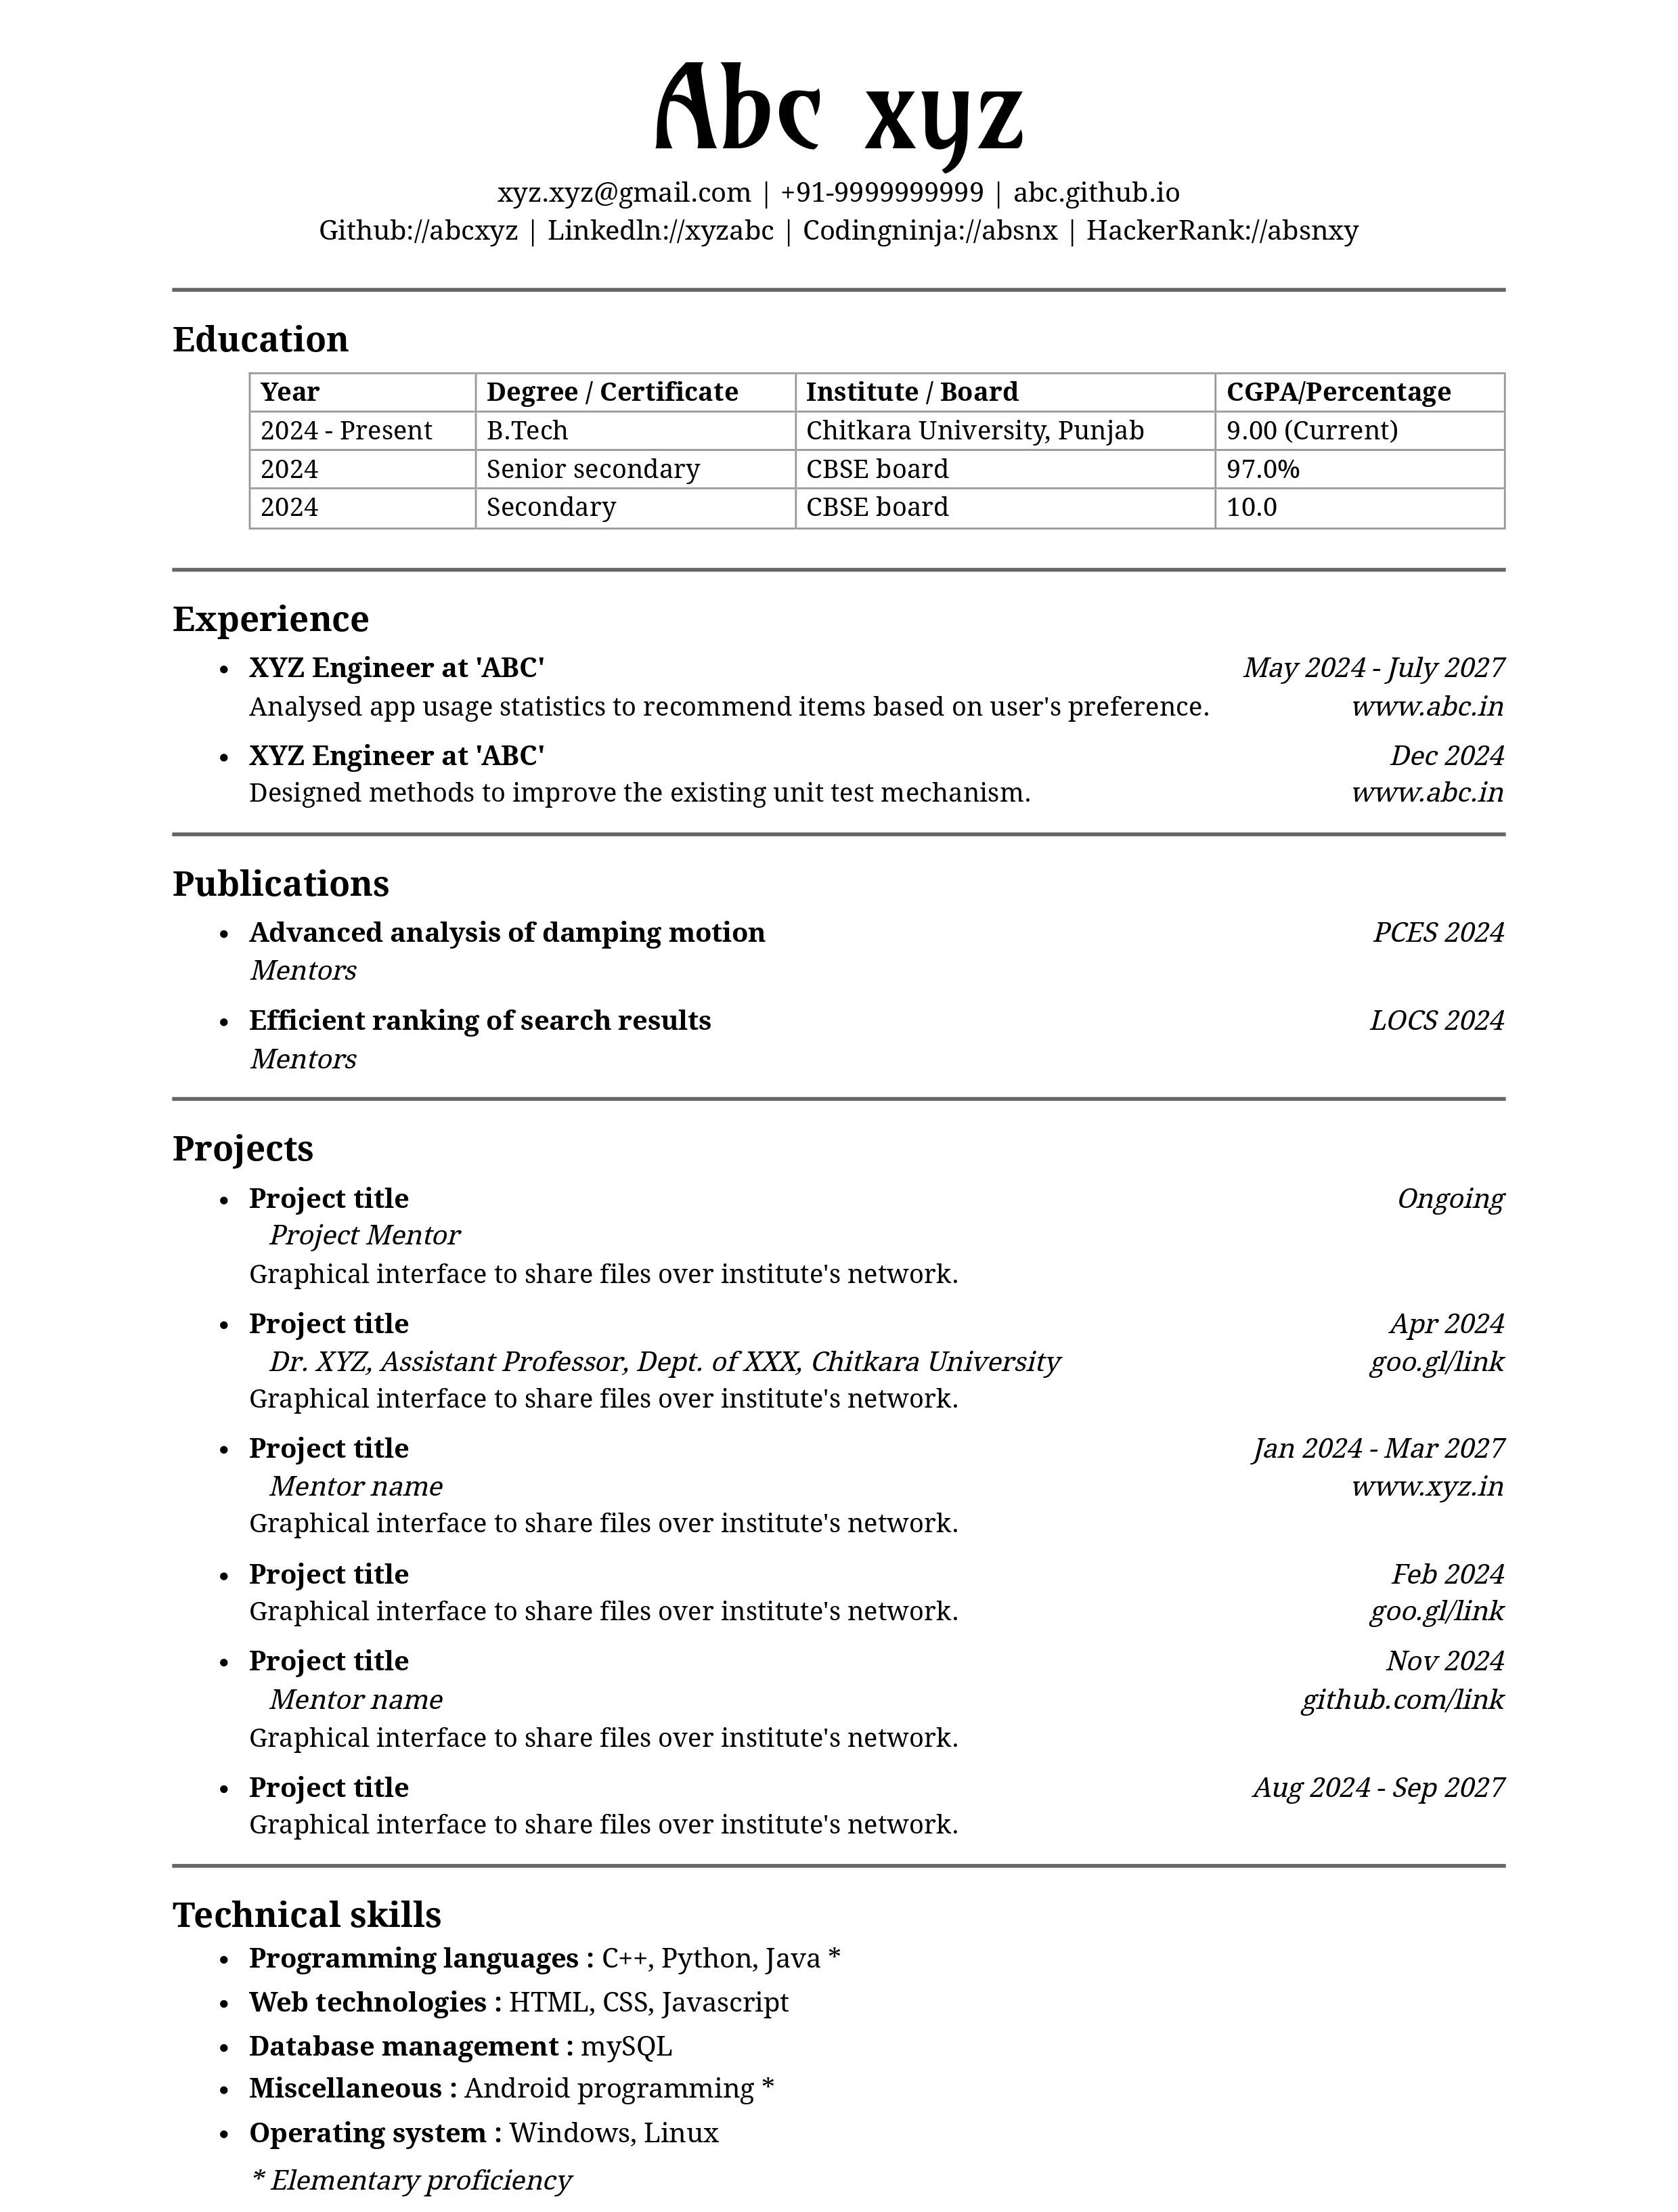 Abc xyz
xyz.xyz@gmail.com | +91-9999999999 | abc.github.io
Github://abcxyz | Linkedln://xyzabc | Codingninja://absnx | HackerRank://absnxy
Education
Year Degree / Certificate Institute / Board CGPA/Percentage
2024 - Present B.Tech Chitkara University, Punjab 9.00 (Current)
2024 Senior secondary CBSE board 97.0%
2024 Secondary CBSE board 10.0
Experience
• XYZ Engineer at 'ABC' May 2024 - July 2027
Analysed app usage statistics to recommend items based on user's preference. www.abc.in
• XYZ Engineer at 'ABC' Dec 2024
Designed methods to improve the existing unit test mechanism. www.abc.in
Publications
• Advanced analysis of damping motion PCES 2024
Mentors
• Efficient ranking of search results LOCS 2024
Mentors
Projects
• Project title Ongoing
Project Mentor
Graphical interface to share files over institute's network.
• Project title Apr 2024
Dr. XYZ, Assistant Professor, Dept. of XXX, Chitkara University goo.gl/link
Graphical interface to share files over institute's network.
• Project title Jan 2024 - Mar 2027
Mentor name www.xyz.in
Graphical interface to share files over institute's network.
• Project title Feb 2024
Graphical interface to share files over institute's network. goo.gl/link
• Project title Nov 2024
Mentor name github.com/link
Graphical interface to share files over institute's network.
• Project title Aug 2024 - Sep 2027
Graphical interface to share files over institute's network.
Technical skills
• Programming languages : C++, Python, Java *
• Web technologies : HTML, CSS, Javascript
• Database management : mySQL
• Miscellaneous : Android programming *
• Operating system : Windows, Linux
* Elementary proficiency